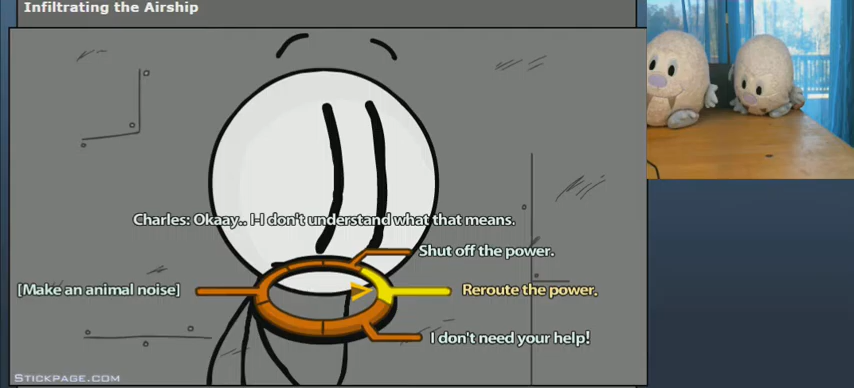 Infiltrating the Airship
Charles: Okaay.. I-I don't understand what that means.
Shut off the power.
[Make an animal noise]
Reroute the power.
I don't need your help!
STICKPAGE.COM